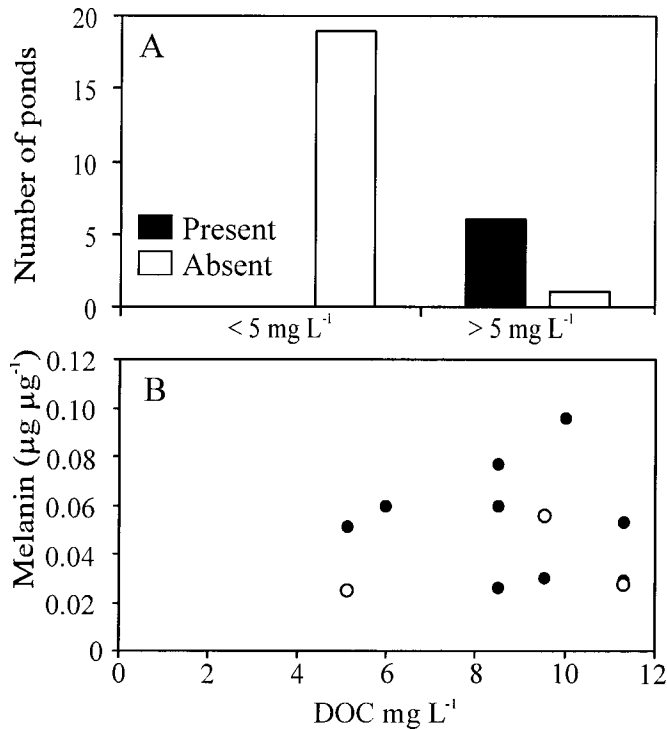 20
A
15
10
5
0
Number of ponds
Present
Absent
< 5 mg L⁻¹
> 5 mg L⁻¹
0.12
B
0.10
0.08
0.06
0.04
0.02
0
Melanin (µg µg⁻¹)
0 2 4 6 8 10 12
DOC mg L⁻¹